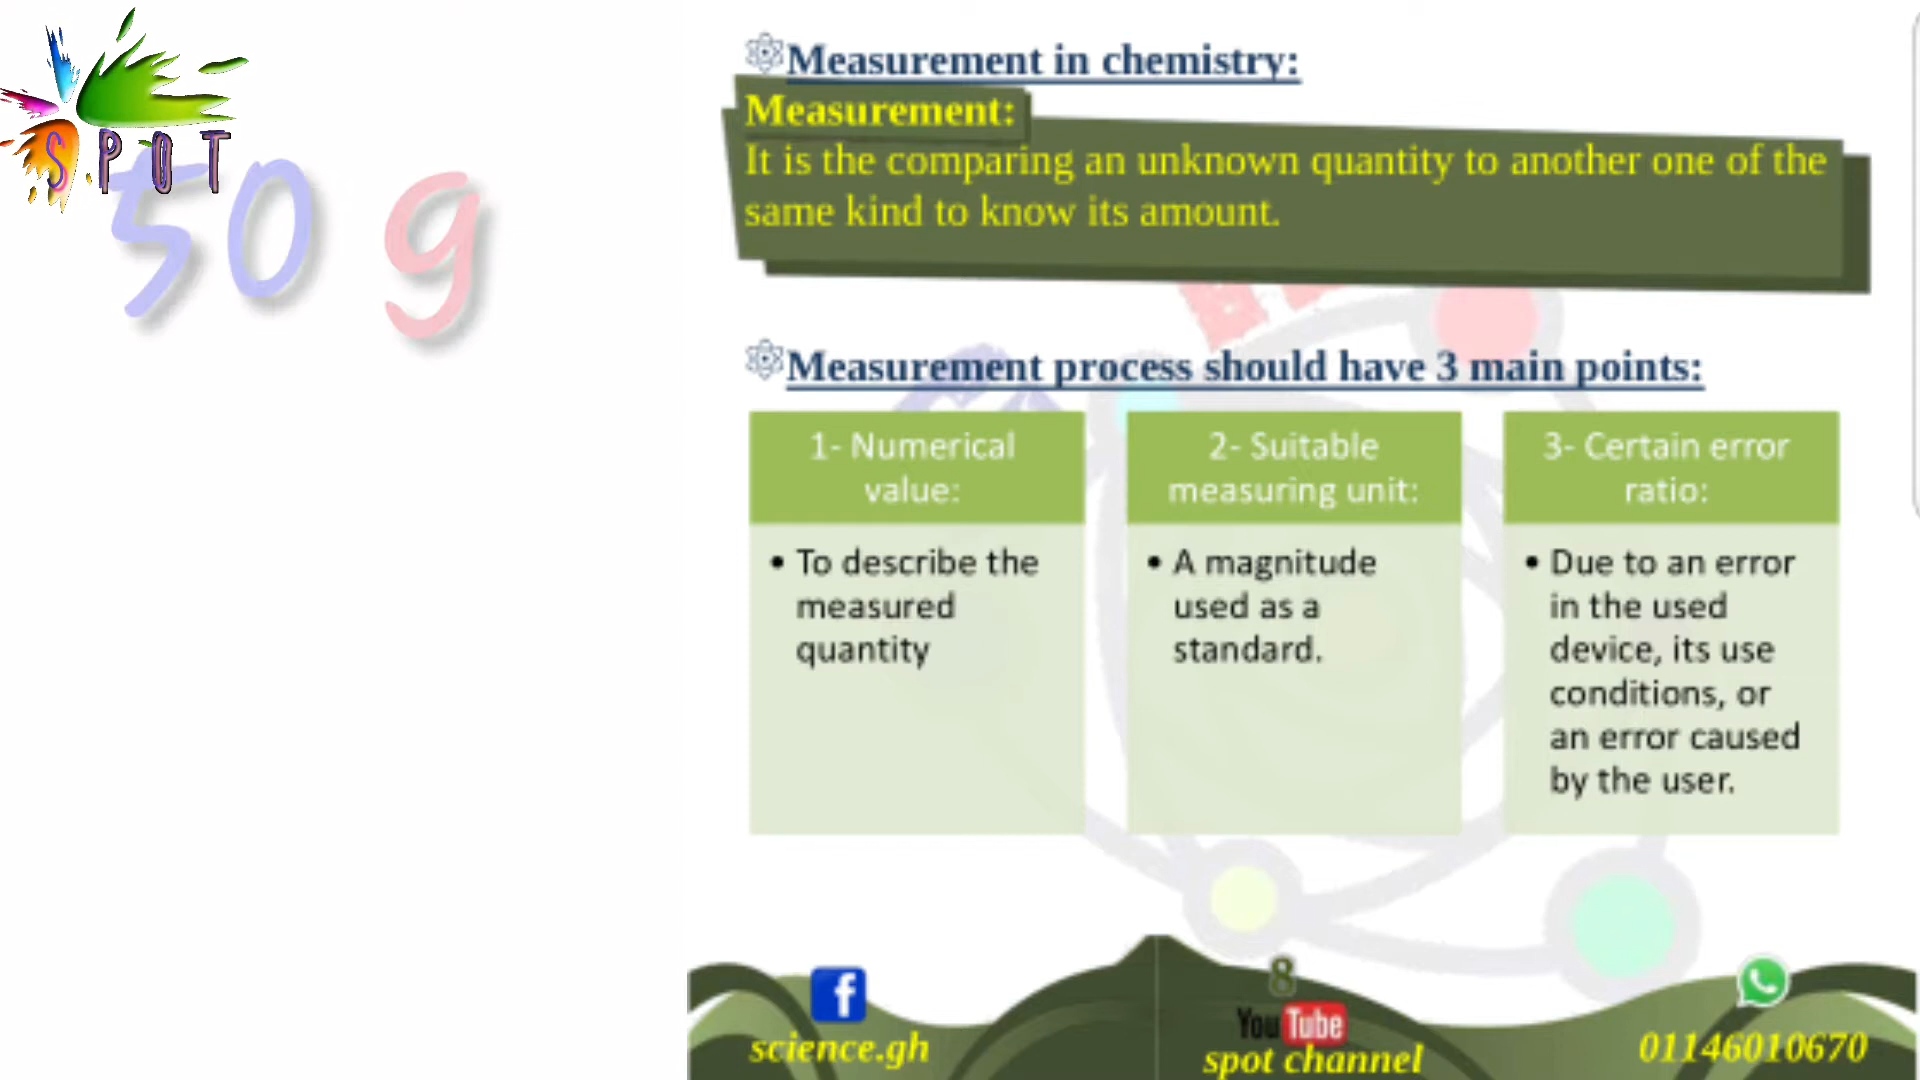 SPOT
50 g
Measurement in chemistry:
Measurement:
It is the comparing an unknown quantity to another one of the
same kind to know its amount.
Measurement process should have 3 main points:
1- Numerical
value:
• To describe the
measured
quantity
2- Suitable
measuring unit:
• A magnitude
used as a
standard.
3- Certain error
ratio:
• Due to an error
in the used
device, its use
conditions, or
an error caused
by the user.
8
f
science.gh
YouTube
spot channel
01146010670